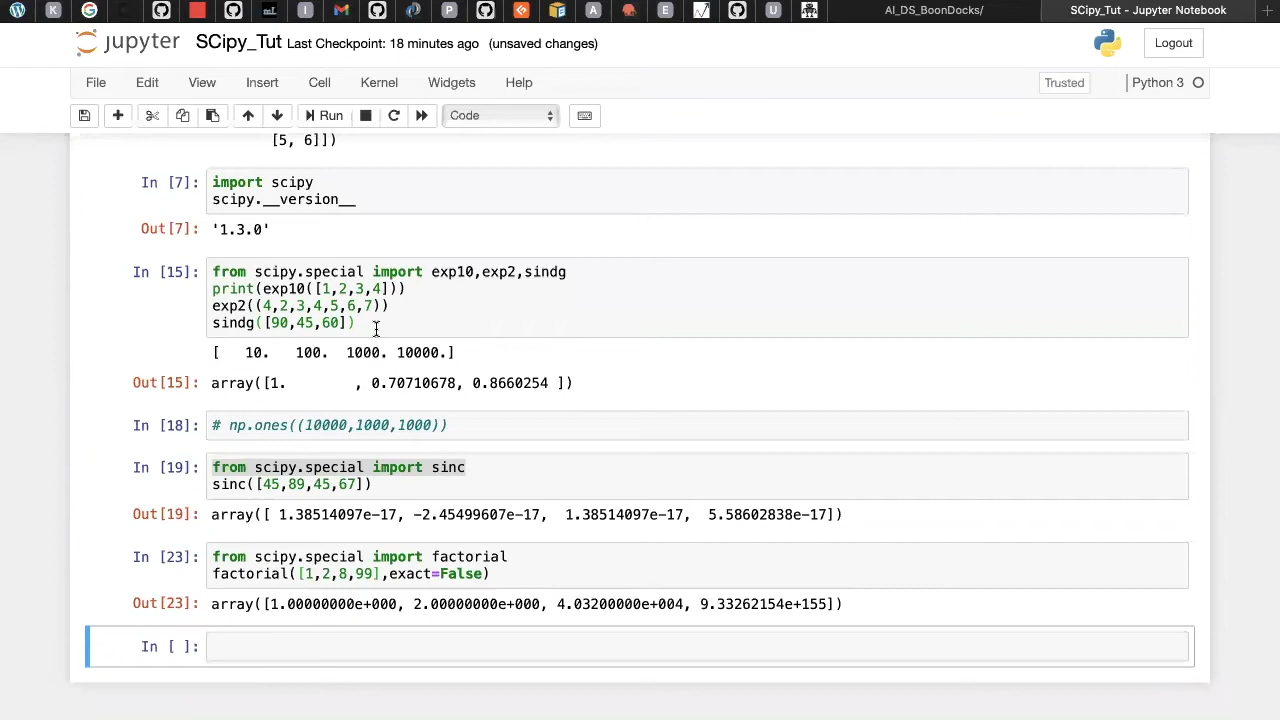 AI_DS_BoonDocks/
SCipy_Tut - Jupyter Notebook
jupyter SCipy_Tut Last Checkpoint: 18 minutes ago (unsaved changes)
Logout
File Edit View Insert Cell Kernel Widgets Help
Trusted
Python 3
Run
Code
[5, 6]])
In [7]: import scipy
scipy.__version__
Out[7]: '1.3.0'
In [15]: from scipy.special import exp10,exp2,sindg
print(exp10([1,2,3,4]))
exp2((4,2,3,4,5,6,7))
sindg([90,45,60])
[   10.   100.  1000. 10000.]
Out[15]: array([1.        , 0.70710678, 0.8660254 ])
In [18]: # np.ones((10000,1000,1000))
In [19]: from scipy.special import sinc
sinc([45,89,45,67])
Out[19]: array([ 1.38514097e-17, -2.45499607e-17,  1.38514097e-17,  5.58602838e-17])
In [23]: from scipy.special import factorial
factorial([1,2,8,99],exact=False)
Out[23]: array([1.00000000e+000, 2.00000000e+000, 4.03200000e+004, 9.33262154e+155])
In [ ]: